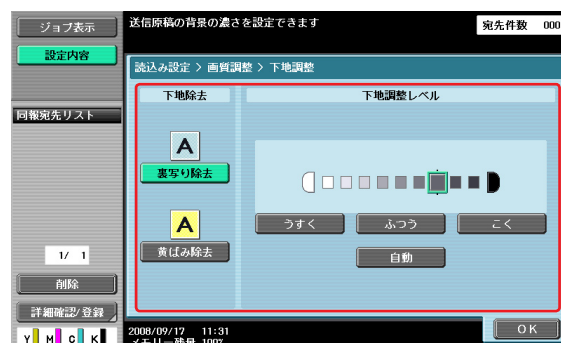 ジョブ表示
送信原稿の背景の濃さを設定できます
宛先件数 000
設定内容
読込み設定 > 画質調整 > 下地調整
下地除去
下地調整レベル
同報宛先リスト
A
裏写り除去
うすく
ふつう
こく
A
黄ばみ除去
自動
1/ 1
削除
詳細確認/登録
OK
2008/09/17 11:31
Y M C K
メモリー残量 100%